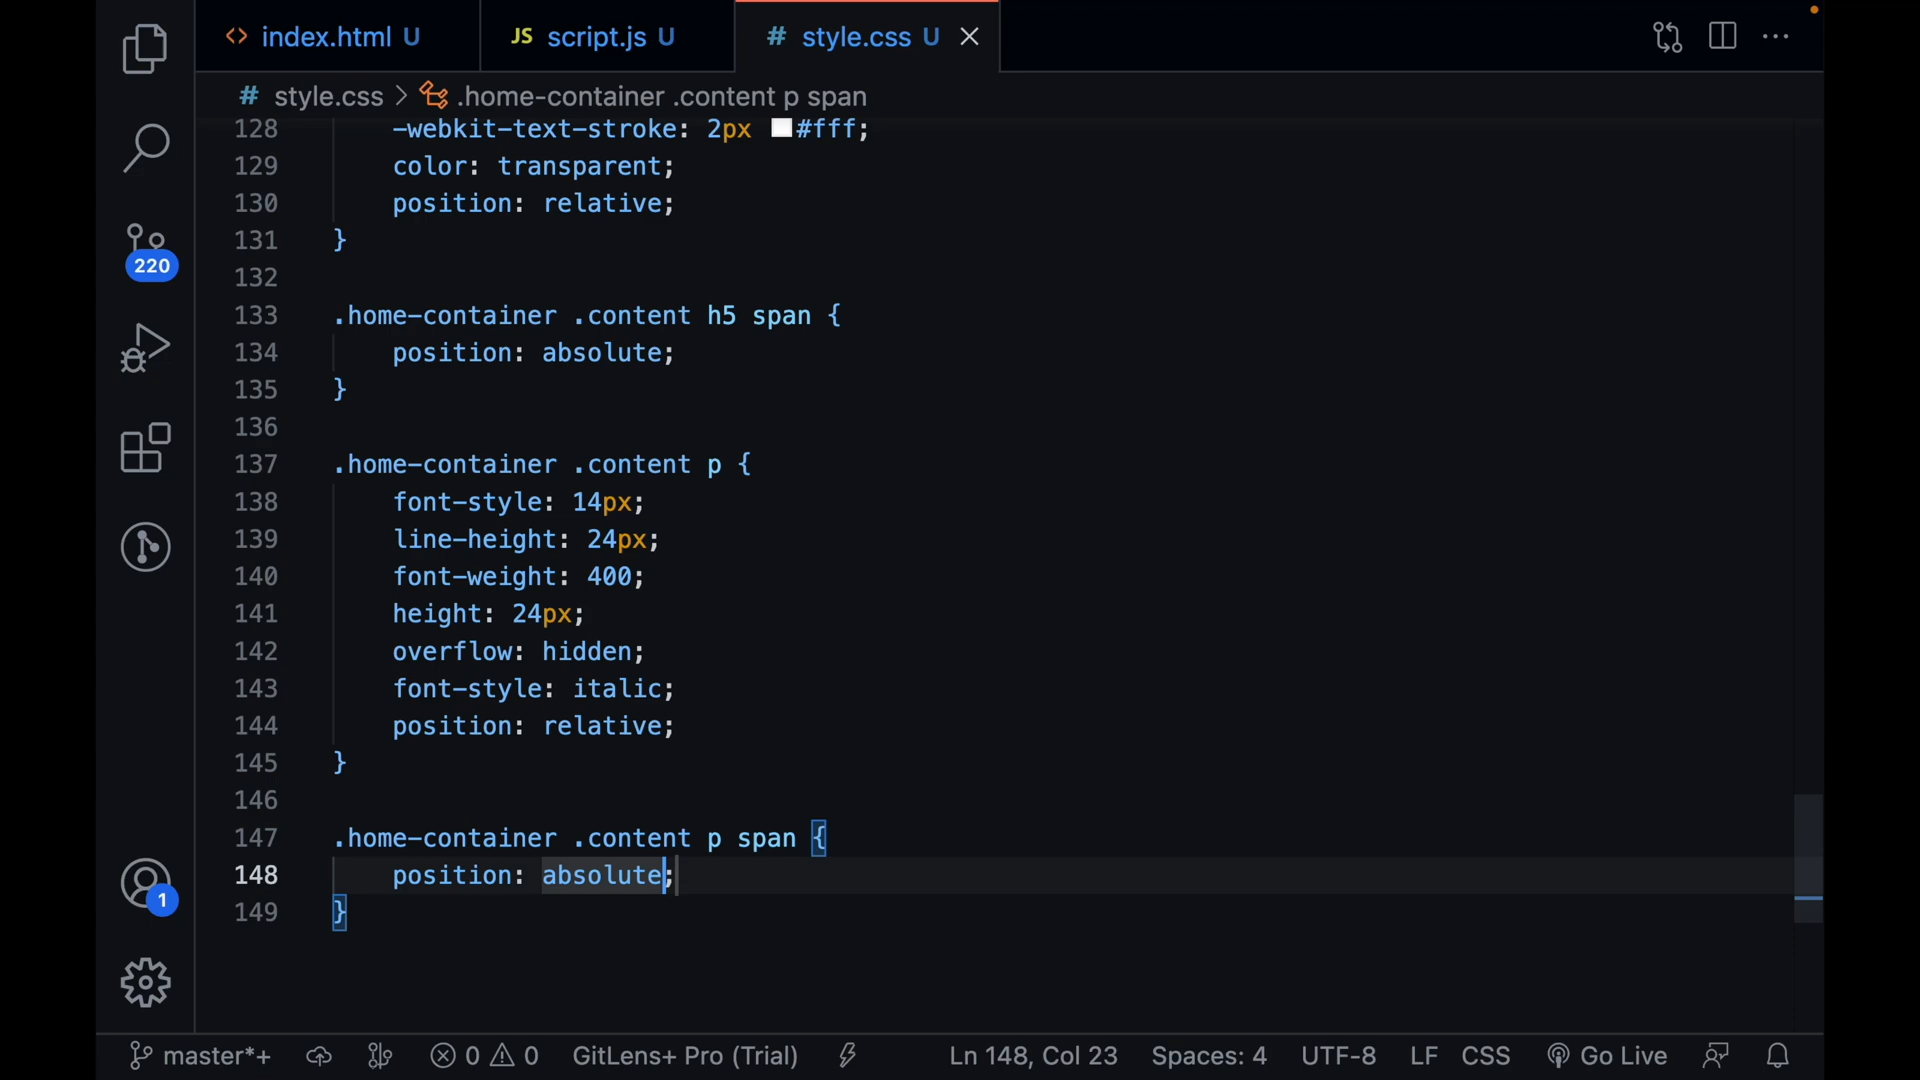 <> index.html U
JS script.js U
# style.css U
# style.css > .home-container .content p span
128 -webkit-text-stroke: 2px #fff;
129 color: transparent;
130 position: relative;
131 }
132
133 .home-container .content h5 span {
134 position: absolute;
135 }
136
137 .home-container .content p {
138 font-style: 14px;
139 line-height: 24px;
140 font-weight: 400;
141 height: 24px;
142 overflow: hidden;
143 font-style: italic;
144 position: relative;
145 }
146
147 .home-container .content p span {
148 position: absolute;
149 }
220
1
master*+ 0 0 GitLens+ Pro (Trial) Ln 148, Col 23 Spaces: 4 UTF-8 LF CSS Go Live